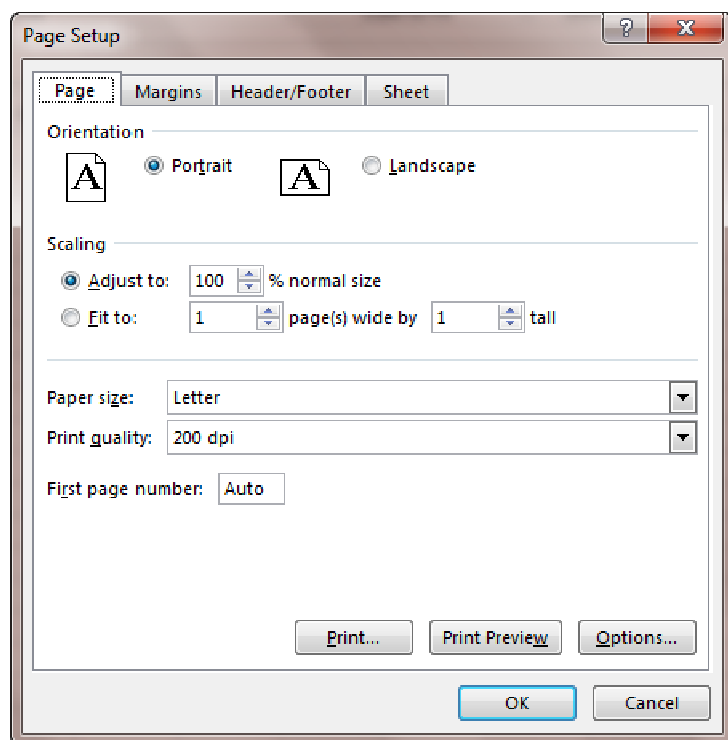 Page Setup
Page Margins Header/Footer Sheet
Orientation
A Portrait A Landscape
Scaling
Adjust to: 100 % normal size
Fit to: 1 page(s) wide by 1 tall
Paper size: Letter
Print quality: 200 dpi
First page number: Auto
Print... Print Preview Options...
OK Cancel